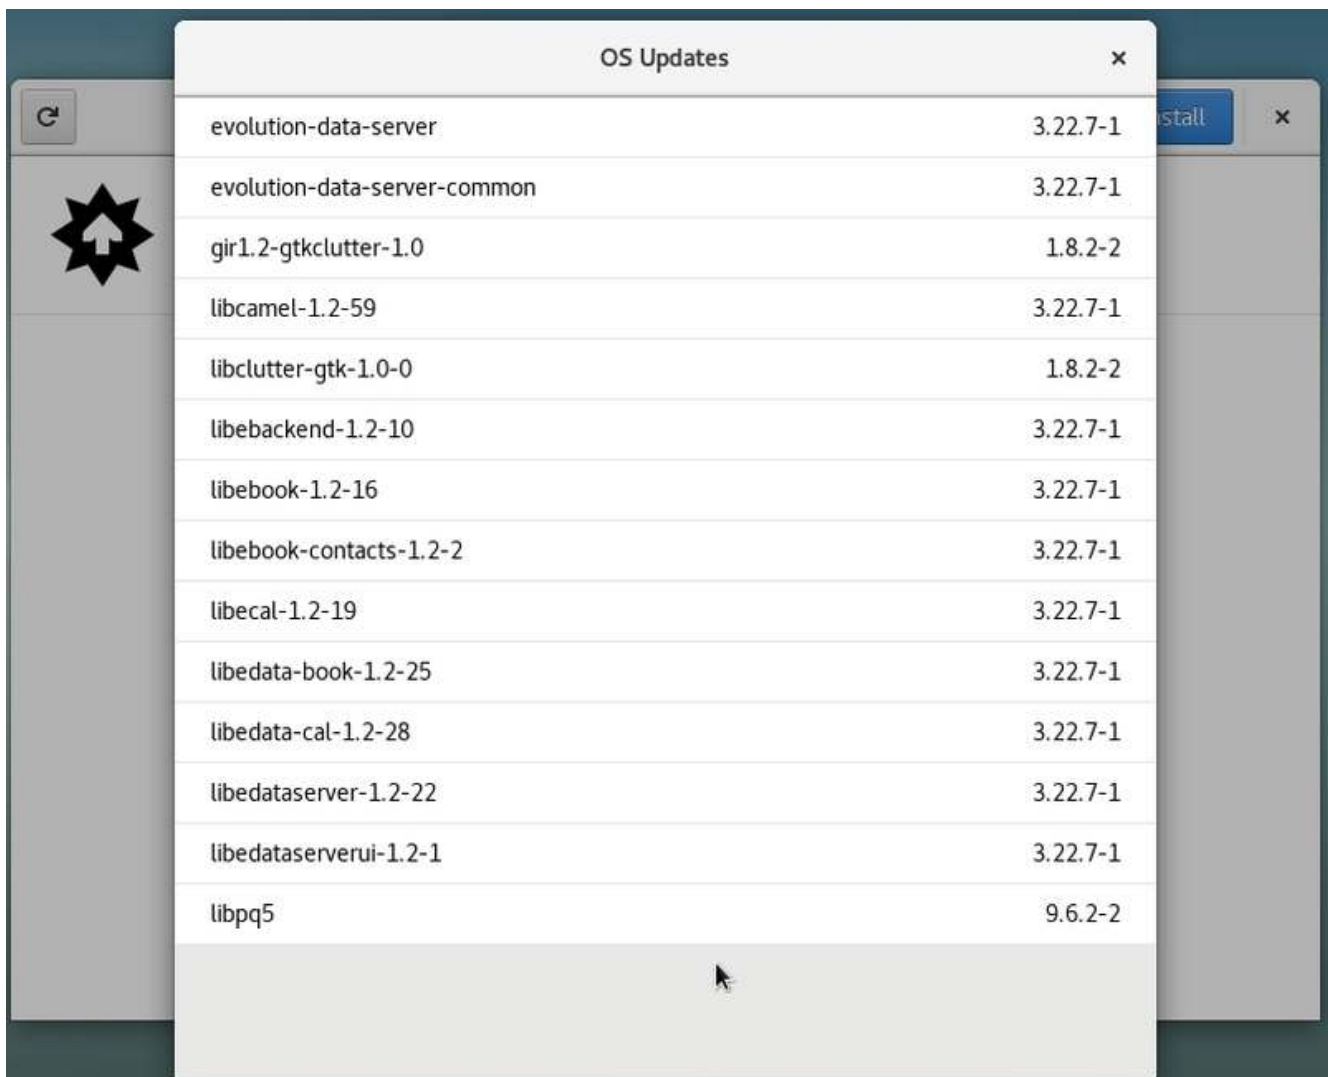 OS Updates
evolution-data-server 3.22.7-1
evolution-data-server-common 3.22.7-1
gir1.2-gtkclutter-1.0 1.8.2-2
libcamel-1.2-59 3.22.7-1
libclutter-gtk-1.0-0 1.8.2-2
libebackend-1.2-10 3.22.7-1
libebook-1.2-16 3.22.7-1
libebook-contacts-1.2-2 3.22.7-1
libecal-1.2-19 3.22.7-1
libedata-book-1.2-25 3.22.7-1
libedata-cal-1.2-28 3.22.7-1
libedataserver-1.2-22 3.22.7-1
libedataserverui-1.2-1 3.22.7-1
libpq5 9.6.2-2